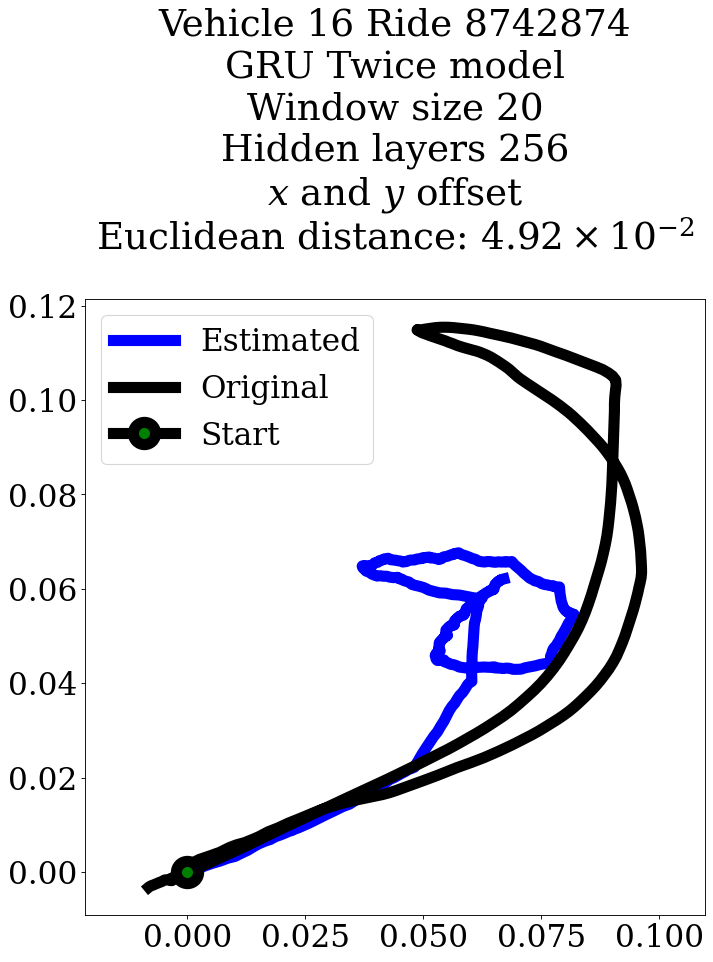 Vehicle 16 Ride 8742874
GRU Twice model
Window size 20
Hidden layers 256
x and y offset
Euclidean distance: 4.92 × 10⁻²
Estimated
Original
Start
0.12
0.10
0.08
0.06
0.04
0.02
0.00
0.000 0.025 0.050 0.075 0.100